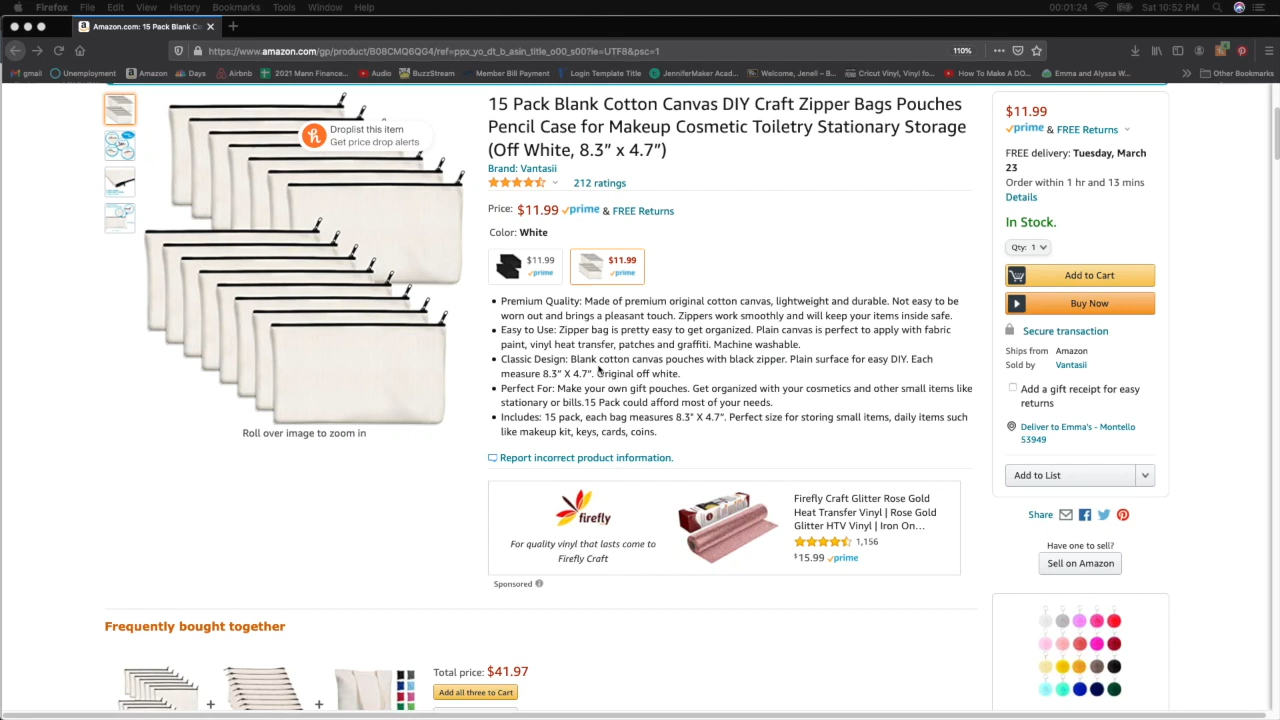 Firefox File Edit View History Bookmarks Tools Window Help 00:01:24 Sat 10:52 PM
Amazon.com: 15 Pack Blank C
https://www.amazon.com/gp/product/B08CMQ6QG4/ref=ppx_yo_dt_b_asin_title_o00_s00?ie=UTF8&psc=1 110%
gmail Unemployment Amazon Days Airbnb 2021 Mann Finance... Audio BuzzStream Member Bill Payment Login Template Title JenniferMaker Acad... Welcome, Jenell – B... Cricut Vinyl, Vinyl fo... How To Make A DO... Emma and Alyssa W... Other Bookmarks
Droplist this item
Get price drop alerts
Roll over image to zoom in
15 Pack Blank Cotton Canvas DIY Craft Zipper Bags Pouches
Pencil Case for Makeup Cosmetic Toiletry Stationary Storage
(Off White, 8.3” x 4.7”)
Brand: Vantasii
212 ratings
Price: $11.99 prime & FREE Returns
Color: White
$11.99 $11.99
prime prime
• Premium Quality: Made of premium original cotton canvas, lightweight and durable. Not easy to
be worn out and brings a pleasant touch. Zippers work smoothly and will keep your items inside safe.
• Easy to Use: Zipper bag is pretty easy to get organized. Plain canvas is perfect to apply with fabric
paint, vinyl heat transfer, patches and graffiti. Machine washable.
• Classic Design: Blank cotton canvas pouches with black zipper. Plain surface for easy DIY. Each
measure 8.3” X 4.7”. Original off white.
• Perfect For: Make your own gift pouches. Get organized with your cosmetics and other small items like
stationary or bills.15 Pack could afford most of your needs.
• Includes: 15 pack, each bag measures 8.3" X 4.7”. Perfect size for storing small items, daily items such
like makeup kit, keys, cards, coins.
Report incorrect product information.
firefly
For quality vinyl that lasts come to
Firefly Craft
Firefly Craft Glitter Rose Gold
Heat Transfer Vinyl | Rose Gold
Glitter HTV Vinyl | Iron On...
1,156
$15.99 prime
Sponsored
$11.99
prime & FREE Returns
FREE delivery: Tuesday, March
23
Order within 1 hr and 13 mins
Details
In Stock.
Qty: 1
Add to Cart
Buy Now
Secure transaction
Ships from Amazon
Sold by Vantasii
Add a gift receipt for easy
returns
Deliver to Emma's - Montello
53949
Add to List
Share
Have one to sell?
Sell on Amazon
Frequently bought together
+ +
Total price: $41.97
Add all three to Cart